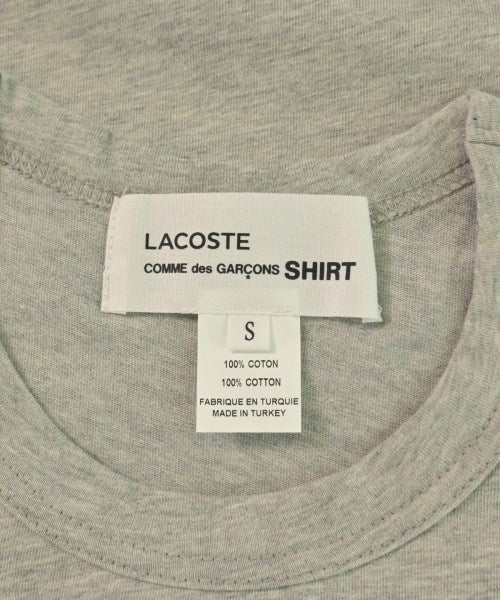 LACOSTE
COMME des GARÇONS SHIRT
S
100% COTON
100% COTTON
FABRIQUE EN TURQUIE
MADE IN TURKEY